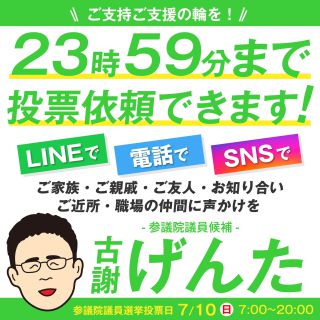 ご支持ご支援の輪を！
23時59分まで
投票依頼できます!
LINEで 電話で SNSで
ご家族・ご親戚・ご友人・お知り合い
ご近所・職場の仲間に声かけを
- 参議院議員候補 -
古謝げんた
参議院議員選挙投票日 7/10 日 7:00〜20:00